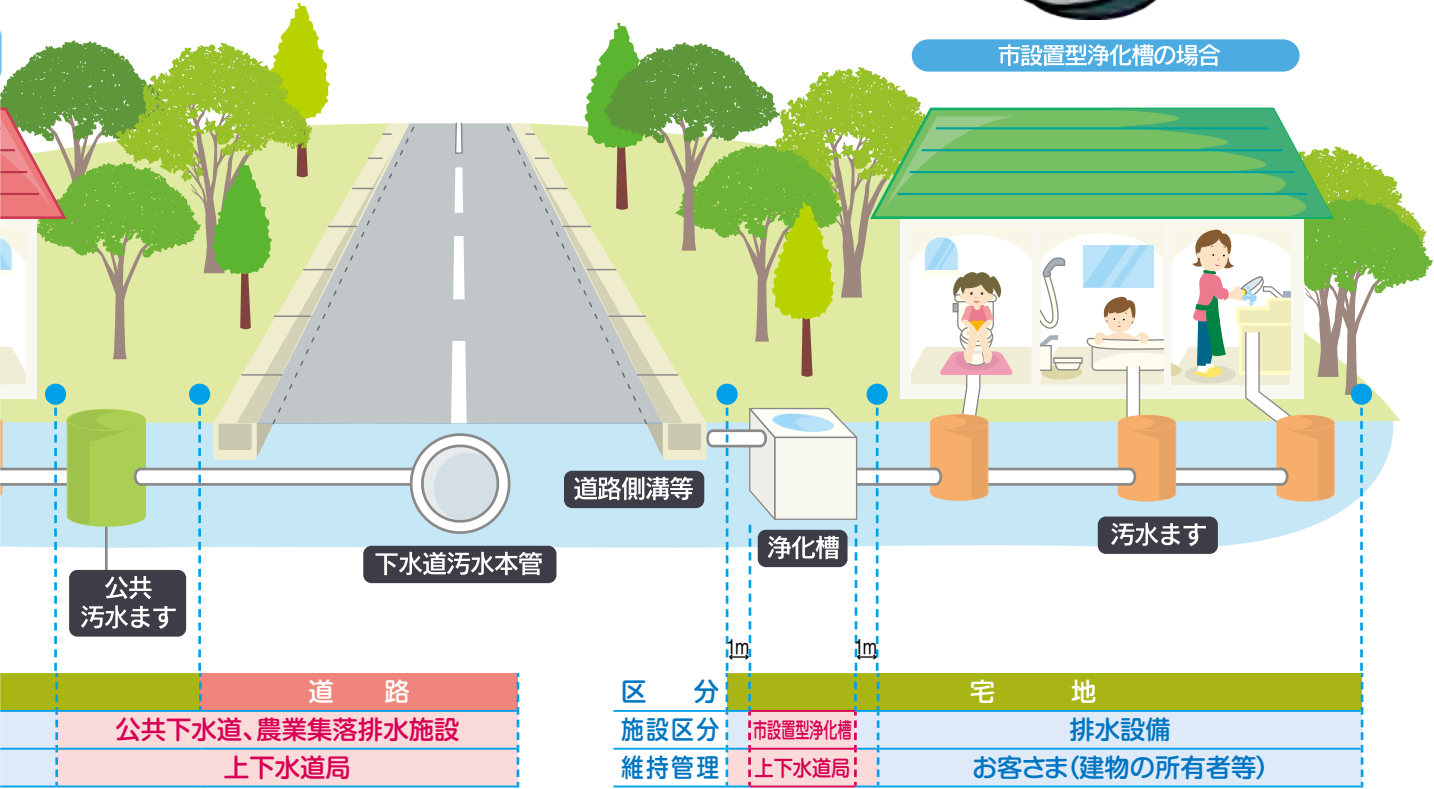 市設置型浄化槽の場合
道路側溝等
浄化槽
汚水ます
下水道汚水本管
公共
汚水ます
1m
1m
道路
区分
宅地
公共下水道、農業集落排水施設
施設区分
市設置型浄化槽
排水設備
上下水道局
維持管理
上下水道局
お客さま(建物の所有者等)